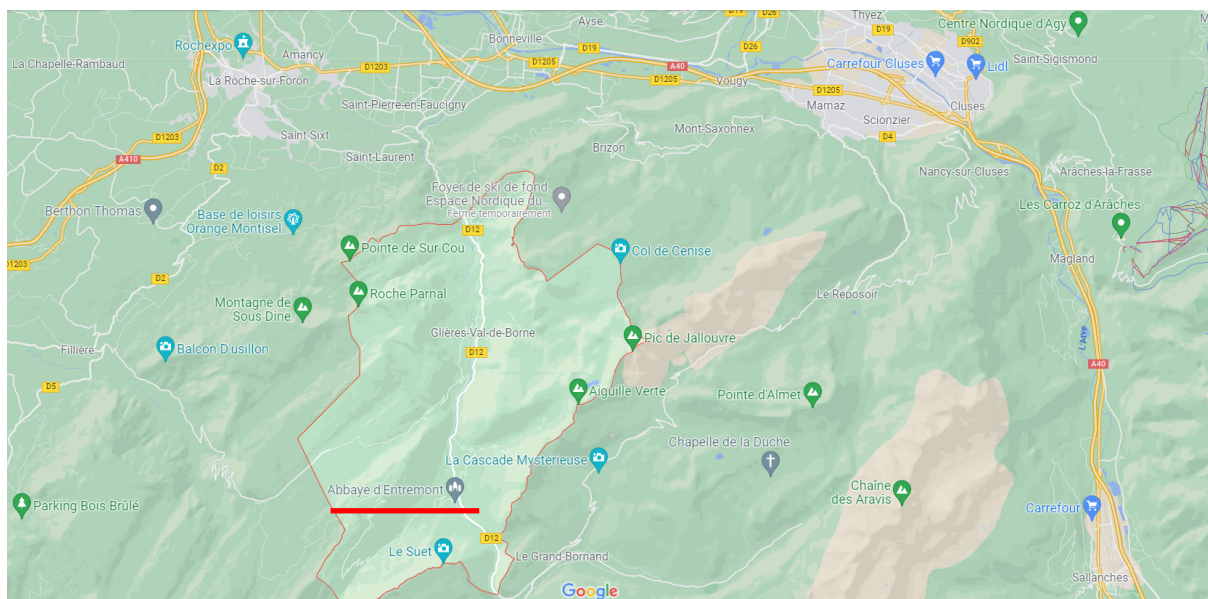 Ayse
Thyez
D26
D26
D19
Centre Nordique d'Agy
Rochexpo
Amancy
Bonneville
D19
D902
La Chapelle-Rambaud
D1203
D1205
A40
D26
Carrefour Cluses
Lidl
Saint-Sigismond
La Roche-sur-Foron
D1205
Vougy
D1205
Saint-Pierre-en-Faucigny
Marnaz
Cluses
Scionzier
D1203
Saint-Sixt
Mont-Saxonnex
D4
A410
Saint-Laurent
Brizon
D2
Nancy-sur-Cluses
Arâches-la-Frasse
Foyer de ski de fond,
Espace Nordique du...
Fermé temporairement
Berthon Thomas
Base de loisirs
Orange Montisel
Les Carroz d'Arâches
D12
Pointe de Sur Cou
Col de Cenise
D1203
D2
Magland
Roche Parnal
Le Reposoir
Montagne de
Sous Dine
Glières-Val-de-Borne
Pic de Jallouvre
L'Arve
Fillière
Balcon D'usillon
D12
A40
D5
Aiguille Verte
Pointe d'Almet
Chapelle de la Duche
La Cascade Mystérieuse
Abbaye d'Entremont
Chaîne
des Aravis
Parking Bois Brûlé
Carrefour
D12
Le Suet
Le Grand-Bornand
Sallanches
Google